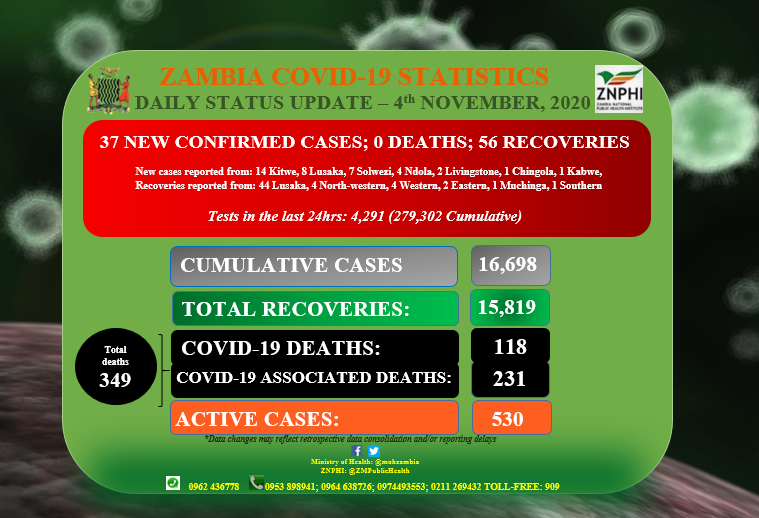 ZAMBIA COVID-19 STATISTICS
DAILY STATUS UPDATE – 4th NOVEMBER, 2020
ZNPHI
ZAMBIA NATIONAL
PUBLIC HEALTH INSTITUTE
37 NEW CONFIRMED CASES; 0 DEATHS; 56 RECOVERIES
New cases reported from: 14 Kitwe, 8 Lusaka, 7 Solwezi, 4 Ndola, 2 Livingstone, 1 Chingola, 1 Kabwe,
Recoveries reported from: 44 Lusaka, 4 North-western, 4 Western, 2 Eastern, 1 Muchinga, 1 Southern
Tests in the last 24hrs: 4,291 (279,302 Cumulative)
CUMULATIVE CASES 16,698
TOTAL RECOVERIES: 15,819
Total
deaths
349
COVID-19 DEATHS: 118
COVID-19 ASSOCIATED DEATHS: 231
ACTIVE CASES: 530
*Data changes may reflect retrospective data consolidation and/or reporting delays
Ministry of Health: @mohzambia
ZNPHI: @ZMPublicHealth
0962 436778 0953 898941; 0964 638726; 0974493553; 0211 269432 TOLL-FREE: 909